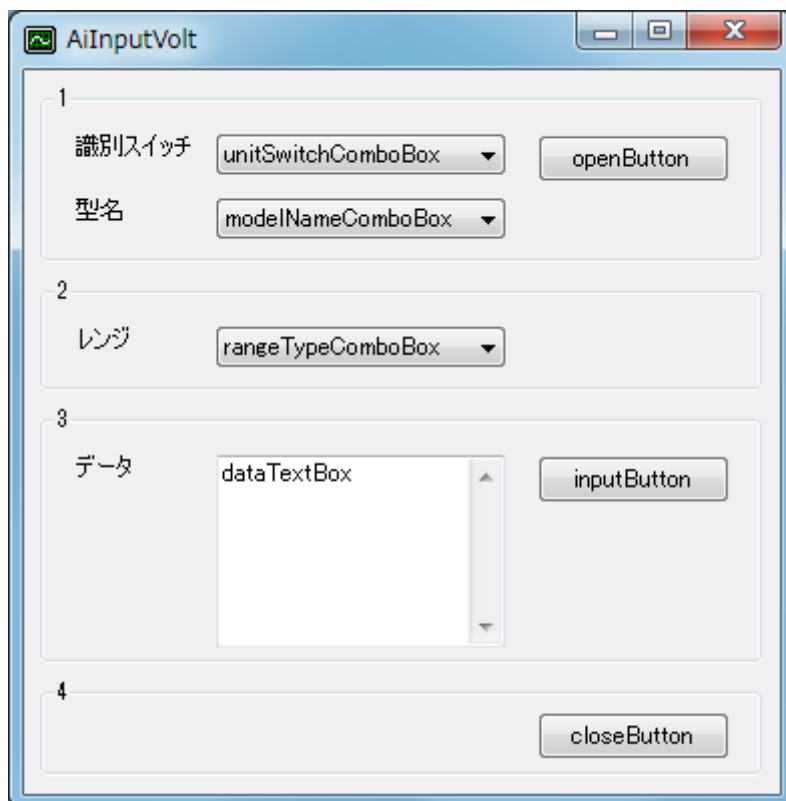 AiInputVolt
1
識別スイッチ unitSwitchComboBox openButton
型名 modelNameComboBox
2
レンジ rangeTypeComboBox
3
データ dataTextBox inputButton
4
closeButton